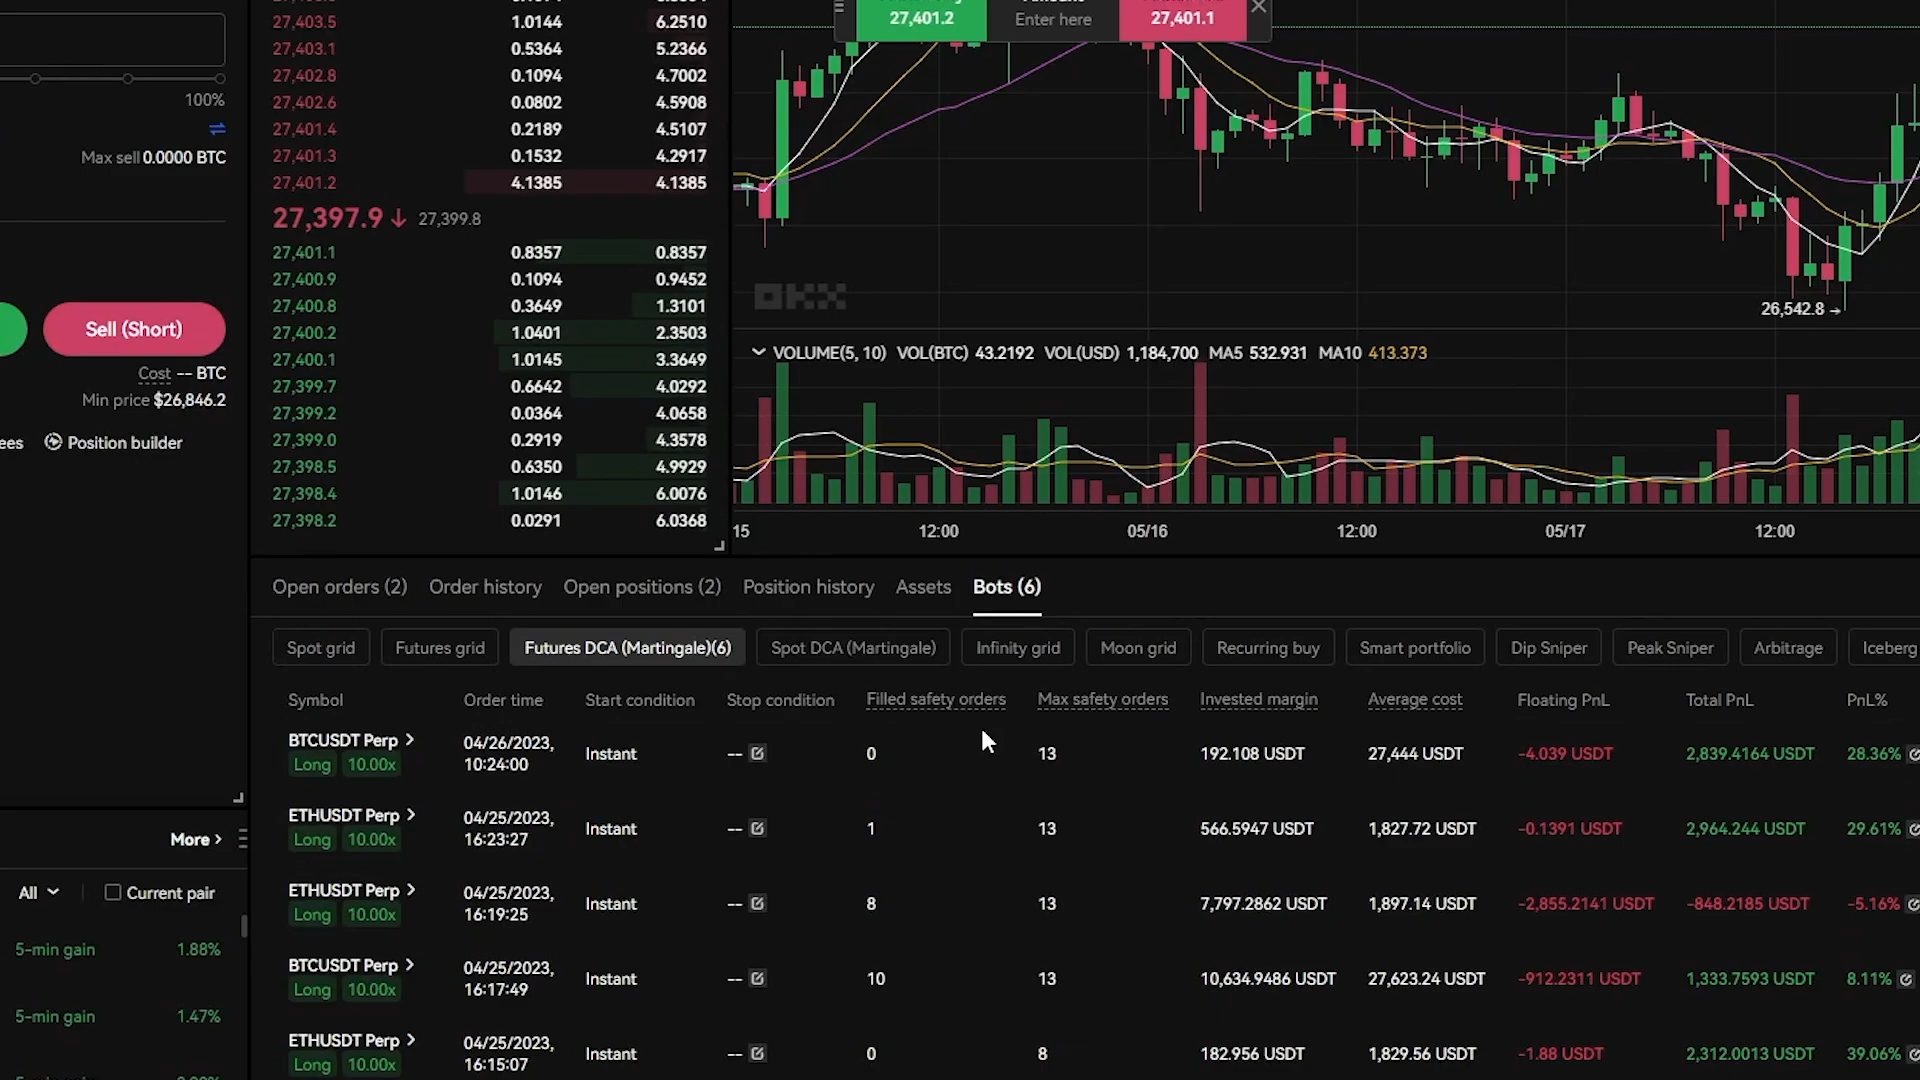 100%
Max sell 0.0000 BTC
Sell (Short)
Cost -- BTC
Min price $26,846.2
ees Position builder
More >
All Current pair
5-min gain 1.88%
5-min gain 1.47%
27,403.5 1.0144 6.2510
27,403.1 0.5364 5.2366
27,402.8 0.1094 4.7002
27,402.6 0.0802 4.5908
27,401.4 0.2189 4.5107
27,401.3 0.1532 4.2917
27,401.2 4.1385 4.1385
27,397.9↓ 27,399.8
27,401.1 0.8357 0.8357
27,400.9 0.1094 0.9452
27,400.8 0.3649 1.3101
27,400.2 1.0401 2.3503
27,400.1 1.0145 3.3649
27,399.7 0.6642 4.0292
27,399.2 0.0364 4.0658
27,399.0 0.2919 4.3578
27,398.5 0.6350 4.9929
27,398.4 1.0146 6.0076
27,398.2 0.0291 6.0368
27,401.2 Enter here 27,401.1
OKX
26,542.8→
VOLUME(5, 10) VOL(BTC) 43.2192 VOL(USD) 1,184,700 MA5 532.931 MA10 413.373
15 12:00 05/16 12:00 05/17 12:00
Open orders (2) Order history Open positions (2) Position history Assets Bots (6)
Spot grid Futures grid Futures DCA (Martingale)(6) Spot DCA (Martingale) Infinity grid Moon grid Recurring buy Smart portfolio Dip Sniper Peak Sniper Arbitrage Iceberg
Symbol Order time Start condition Stop condition Filled safety orders Max safety orders Invested margin Average cost Floating PnL Total PnL PnL%
BTCUSDT Perp > 04/26/2023,
Long 10.00x 10:24:00 Instant -- 0 13 192.108 USDT 27,444 USDT -4.039 USDT 2,839.4164 USDT 28.36%
ETHUSDT Perp > 04/25/2023,
Long 10.00x 16:23:27 Instant -- 1 13 566.5947 USDT 1,827.72 USDT -0.1391 USDT 2,964.244 USDT 29.61%
ETHUSDT Perp > 04/25/2023,
Long 10.00x 16:19:25 Instant -- 8 13 7,797.2862 USDT 1,897.14 USDT -2,855.2141 USDT -848.2185 USDT -5.16%
BTCUSDT Perp > 04/25/2023,
Long 10.00x 16:17:49 Instant -- 10 13 10,634.9486 USDT 27,623.24 USDT -912.2311 USDT 1,333.7593 USDT 8.11%
ETHUSDT Perp > 04/25/2023,
Long 10.00x 16:15:07 Instant -- 0 8 182.956 USDT 1,829.56 USDT -1.88 USDT 2,312.0013 USDT 39.06%